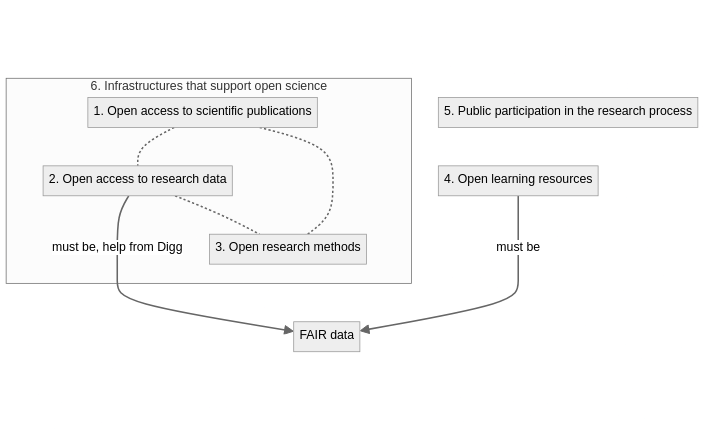 6. Infrastructures that support open science
1. Open access to scientific publications
5. Public participation in the research process
2. Open access to research data
4. Open learning resources
must be, help from Digg
3. Open research methods
must be
FAIR data